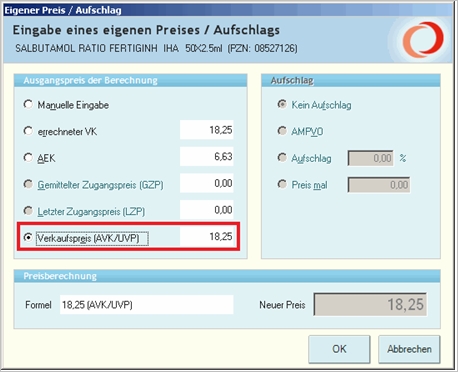 Eigener Preis / Aufschlag
Eingabe eines eigenen Preises / Aufschlags
SALBUTAMOL RATIO FERTIGINH IHA 50X2.5ml (PZN: 08527126)
Ausgangspreis der Berechnung
Manuelle Eingabe
errechneter VK 18,25
AEK 6,63
Gemittelter Zugangspreis (GZP) 0,00
Letzter Zugangspreis (LZP) 0,00
Verkaufspreis (AVK/UVP) 18,25
Aufschlag
Kein Aufschlag
AMPVO
Aufschlag 0,00 %
Preis mal 0,00
Preisberechnung
Formel 18,25 (AVK/UVP) Neuer Preis 18,25
OK Abbrechen